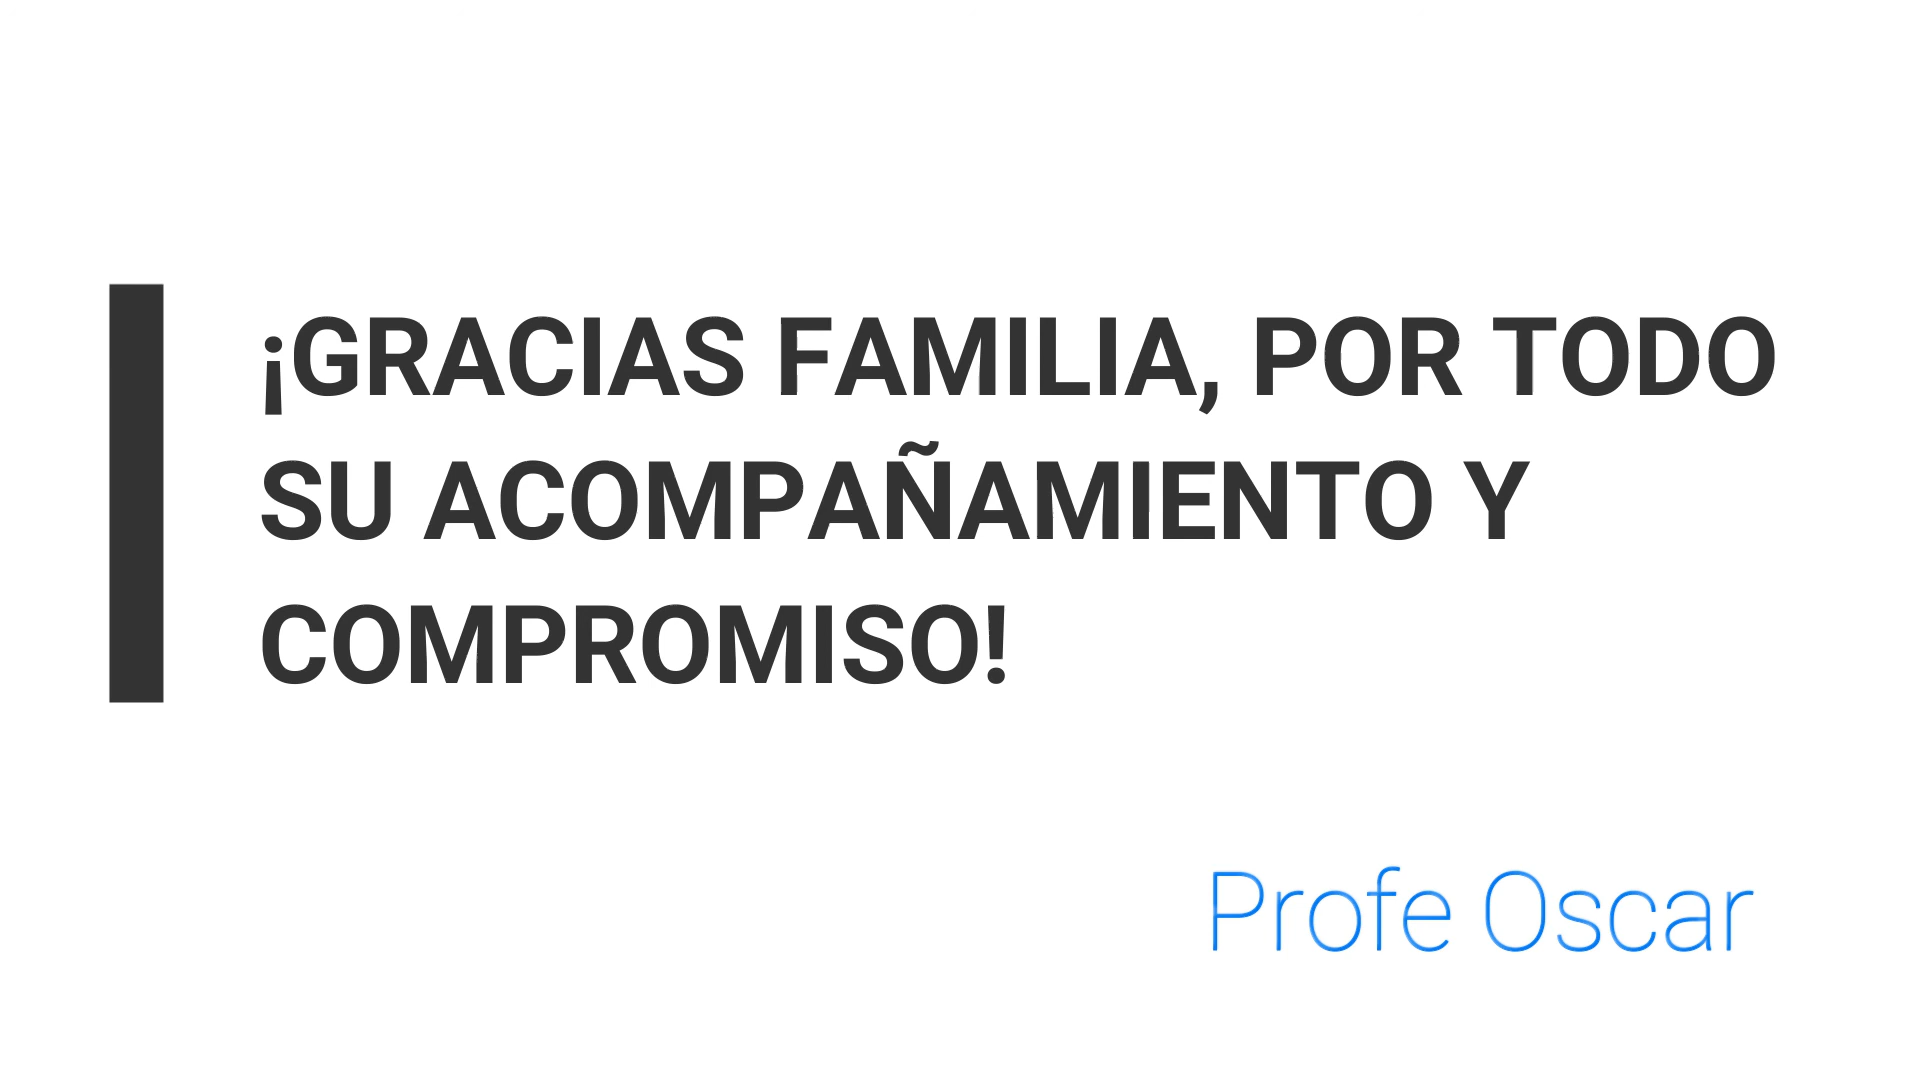 ¡GRACIAS FAMILIA, POR TODO
SU ACOMPAÑAMIENTO Y
COMPROMISO!
Profe Oscar